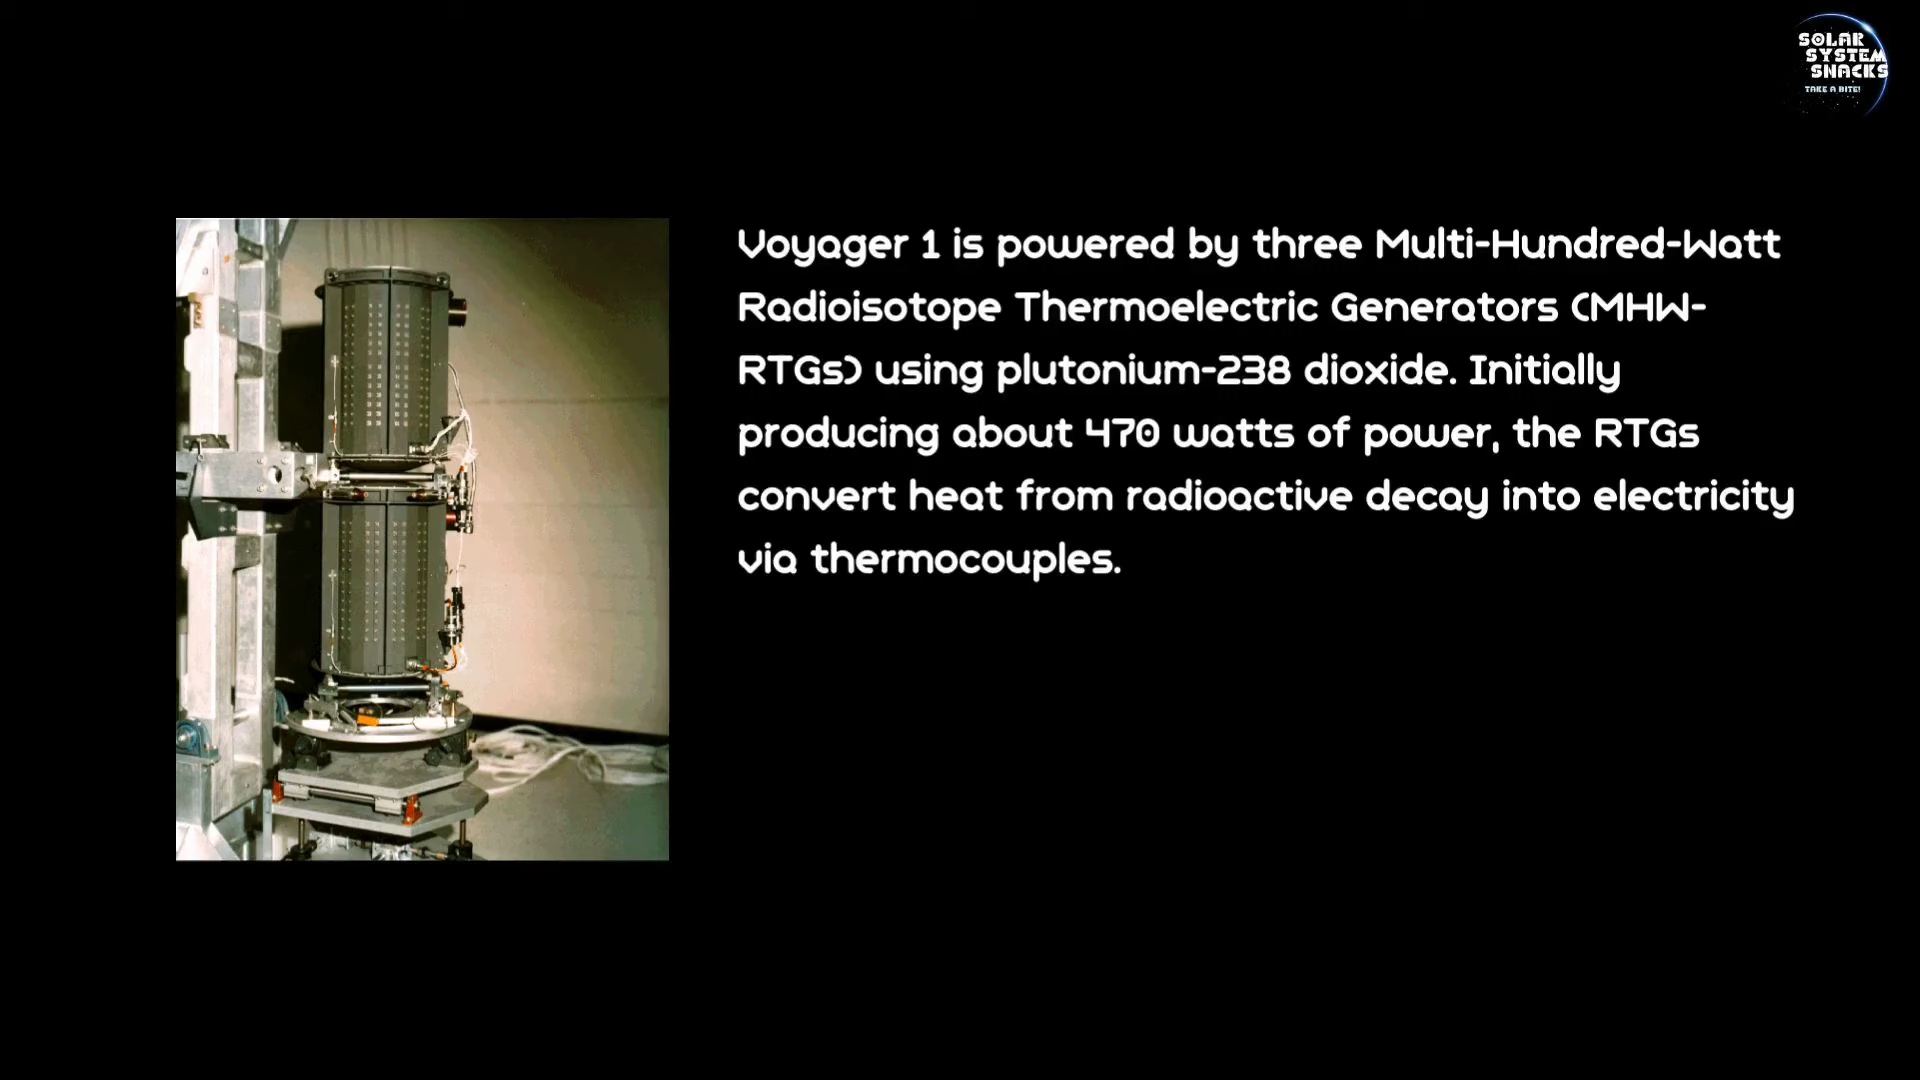 SOLAR
SYSTEM
SNACKS
TAKE A BITE!
Voyager 1 is powered by three Multi-Hundred-Watt
Radioisotope Thermoelectric Generators (MHW-
RTGs) using plutonium-238 dioxide. Initially
producing about 470 watts of power, the RTGs
convert heat from radioactive decay into electricity
via thermocouples.